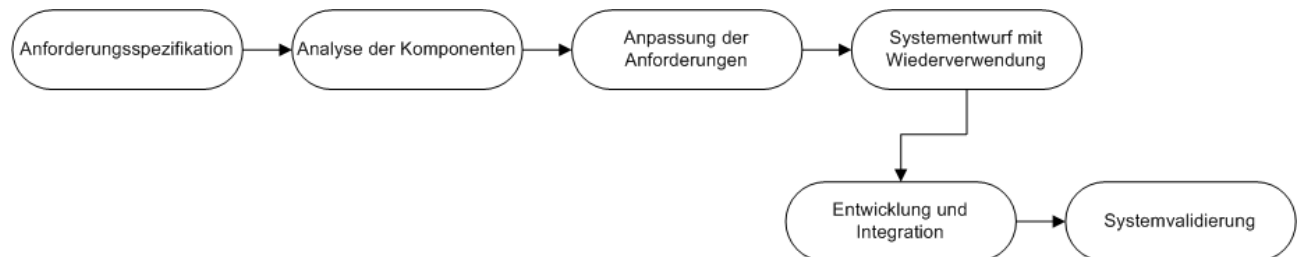 Anforderungsspezifikation
Analyse der Komponenten
Anpassung der
Anforderungen
Systementwurf mit
Wiederverwendung
Entwicklung und
Integration
Systemvalidierung